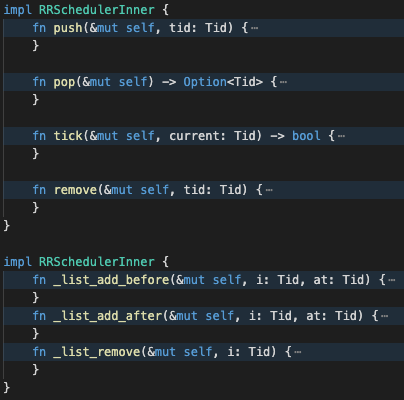 impl RRSchedulerInner {
    fn push(&mut self, tid: Tid) {⋯
    }

    fn pop(&mut self) -> Option<Tid> {⋯
    }

    fn tick(&mut self, current: Tid) -> bool {⋯
    }

    fn remove(&mut self, tid: Tid) {⋯
    }
}

impl RRSchedulerInner {
    fn _list_add_before(&mut self, i: Tid, at: Tid) {⋯
    }
    fn _list_add_after(&mut self, i: Tid, at: Tid) {⋯
    }
    fn _list_remove(&mut self, i: Tid) {⋯
    }
}